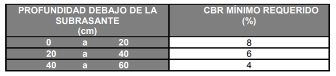 PROFUNDIDAD DEBAJO DE LA SUBRASANTE (cm)
CBR MÍNIMO REQUERIDO (%)
0 a 20 8
20 a 40 6
40 a 60 4